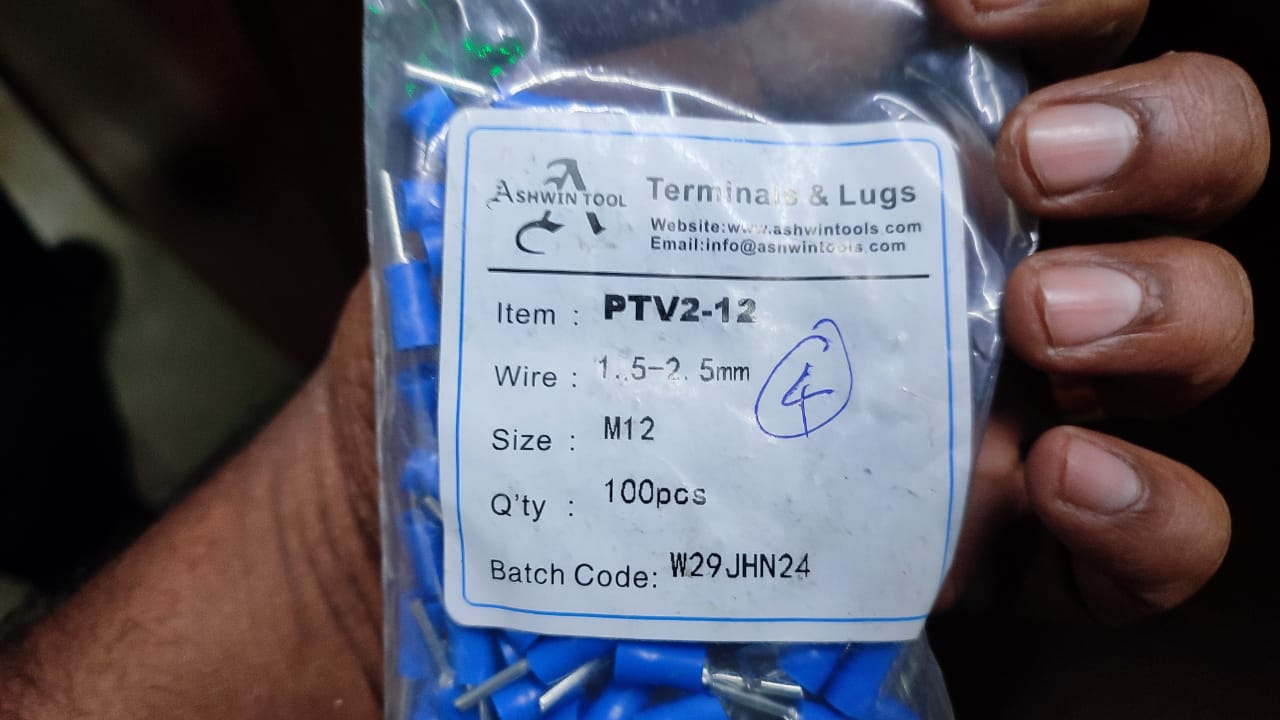 ASHWIN TOOL
Terminals & Lugs
Website:www.ashwintools.com
Email:info@ashwintools.com
Item : PTV2-12
Wire : 1.5-2.5mm
4
Size : M12
Q'ty : 100pcs
Batch Code: W29JHN24